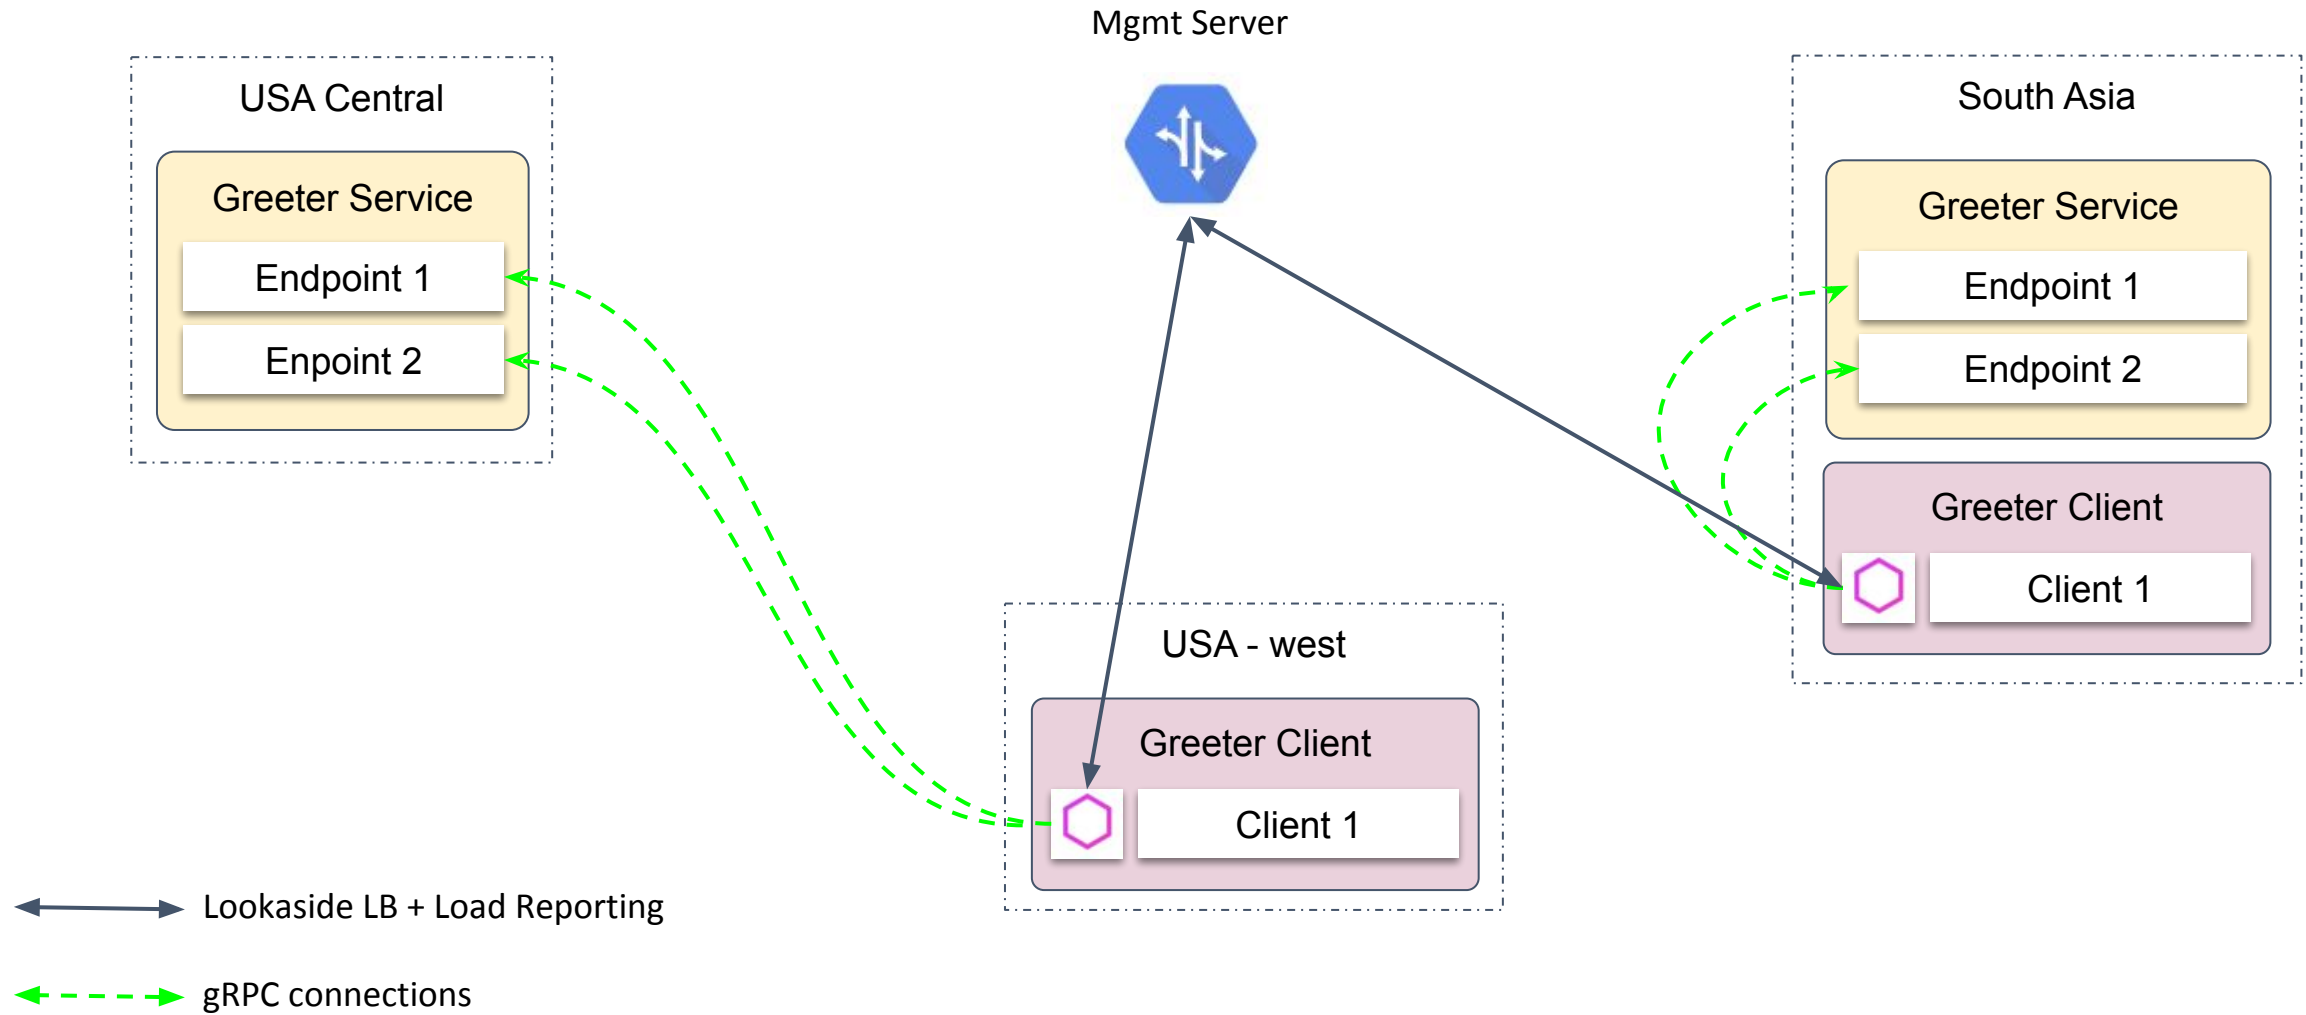 Mgmt Server
USA Central
Greeter Service
Endpoint 1
Enpoint 2
South Asia
Greeter Service
Endpoint 1
Endpoint 2
Greeter Client
Client 1
USA - west
Greeter Client
Client 1
Lookaside LB + Load Reporting
gRPC connections